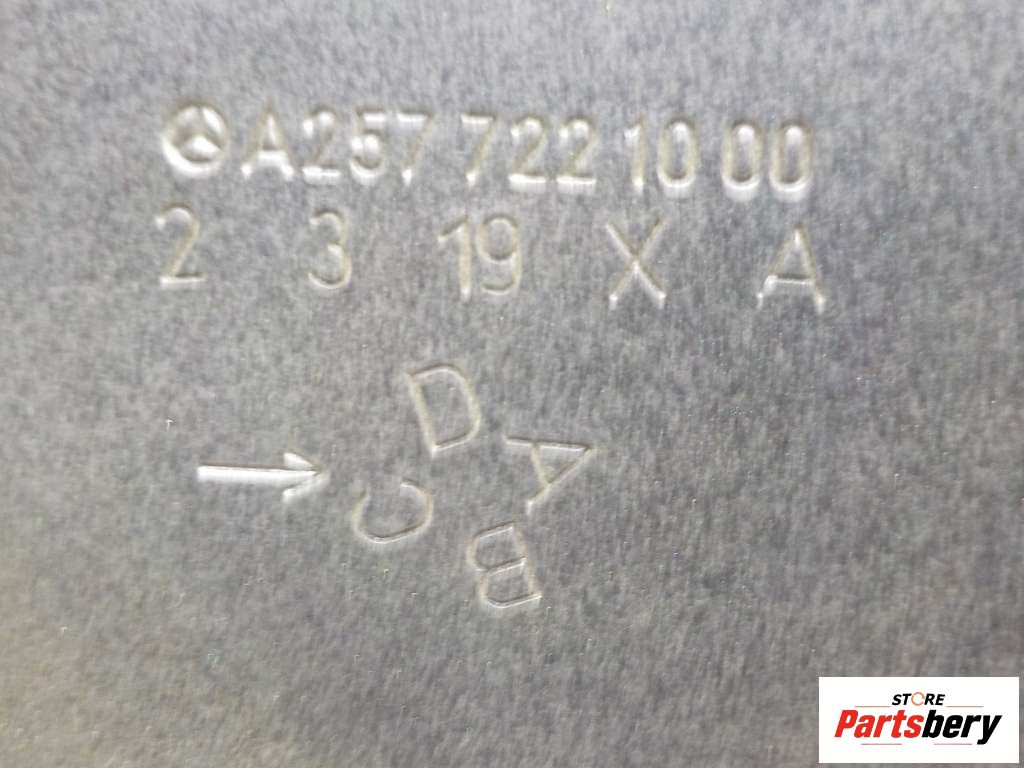 A257 722 10 00
2 3 19 X A
D
A
C
B
STORE
Partsbery